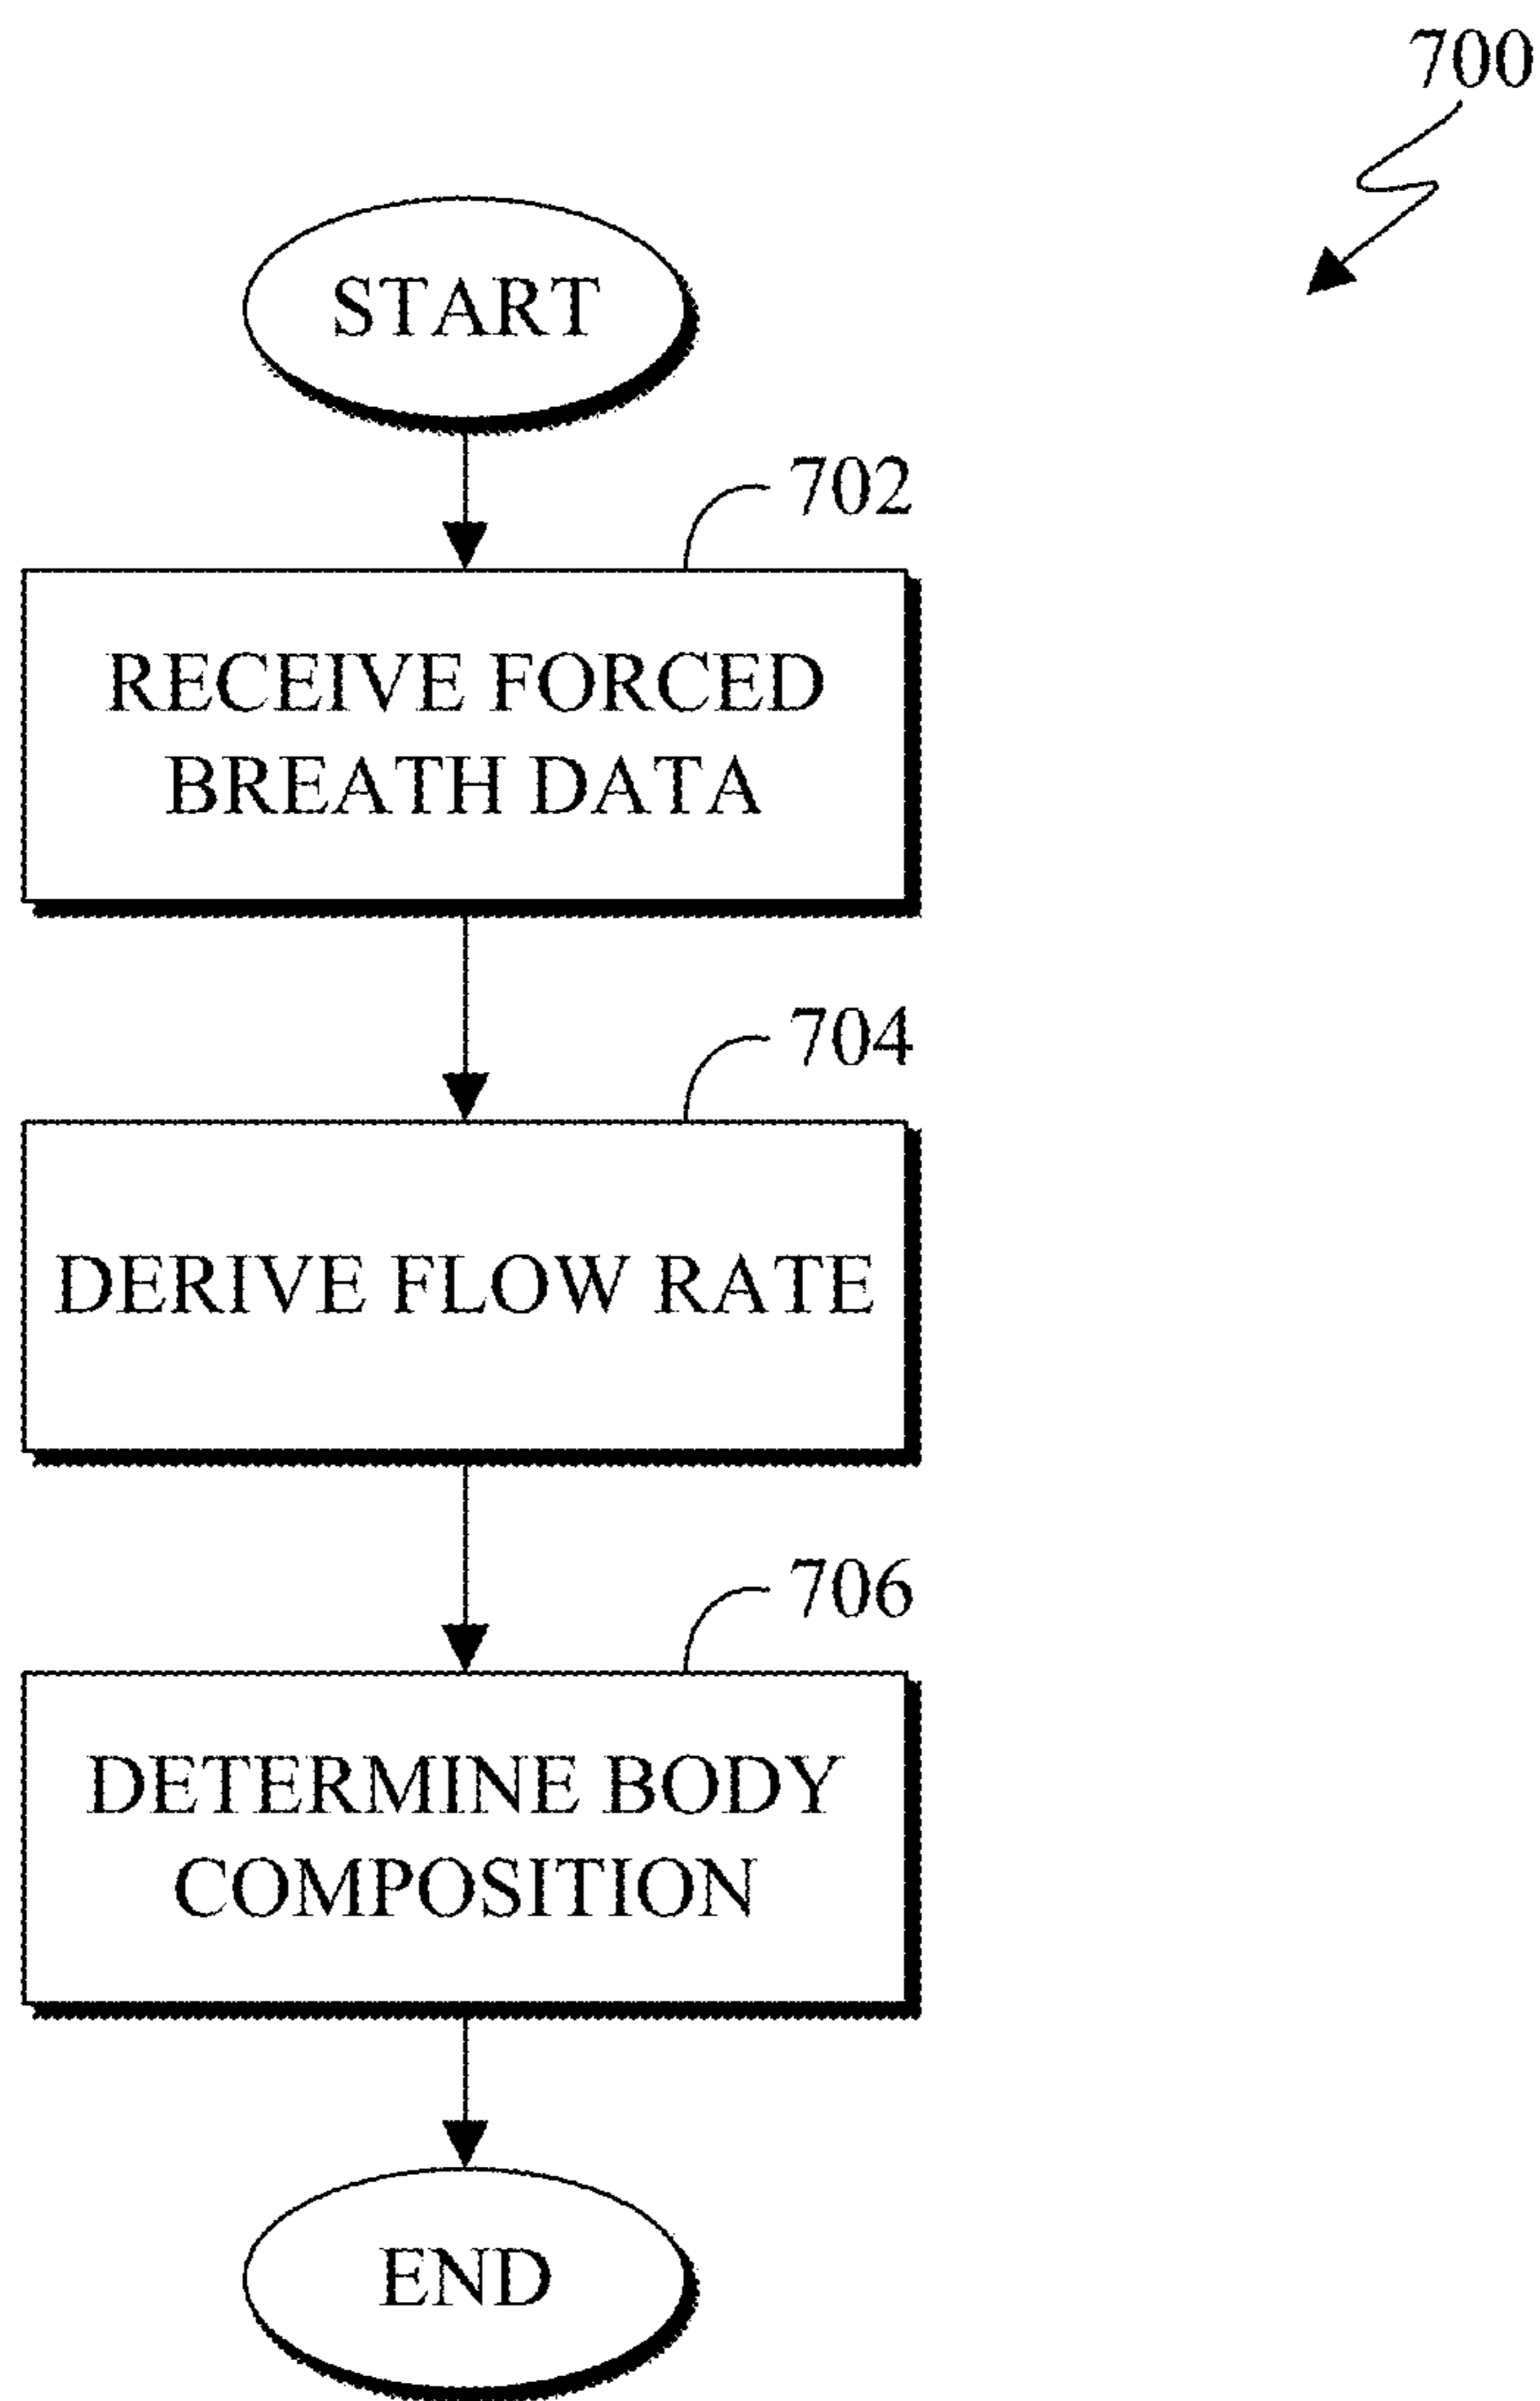 700
START
702
RECEIVE FORCED
BREATH DATA
704
DERIVE FLOW RATE
706
DETERMINE BODY
COMPOSITION
END